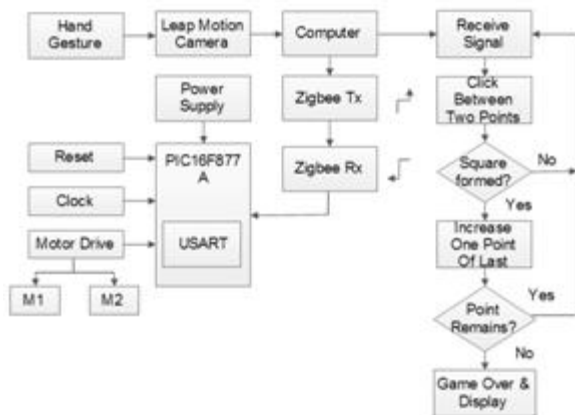 Hand
Gesture
Leap Motion
Camera
Computer
Receive
Signal
Power
Supply
Zigbee Tx
Click
Between
Two Points
Reset
PIC16F877
A
Zigbee Rx
Square
formed?
No
Clock
Yes
Motor Drive
USART
Increase
One Point
Of Last
M1
M2
Point
Remains?
Yes
No
Game Over &
Display